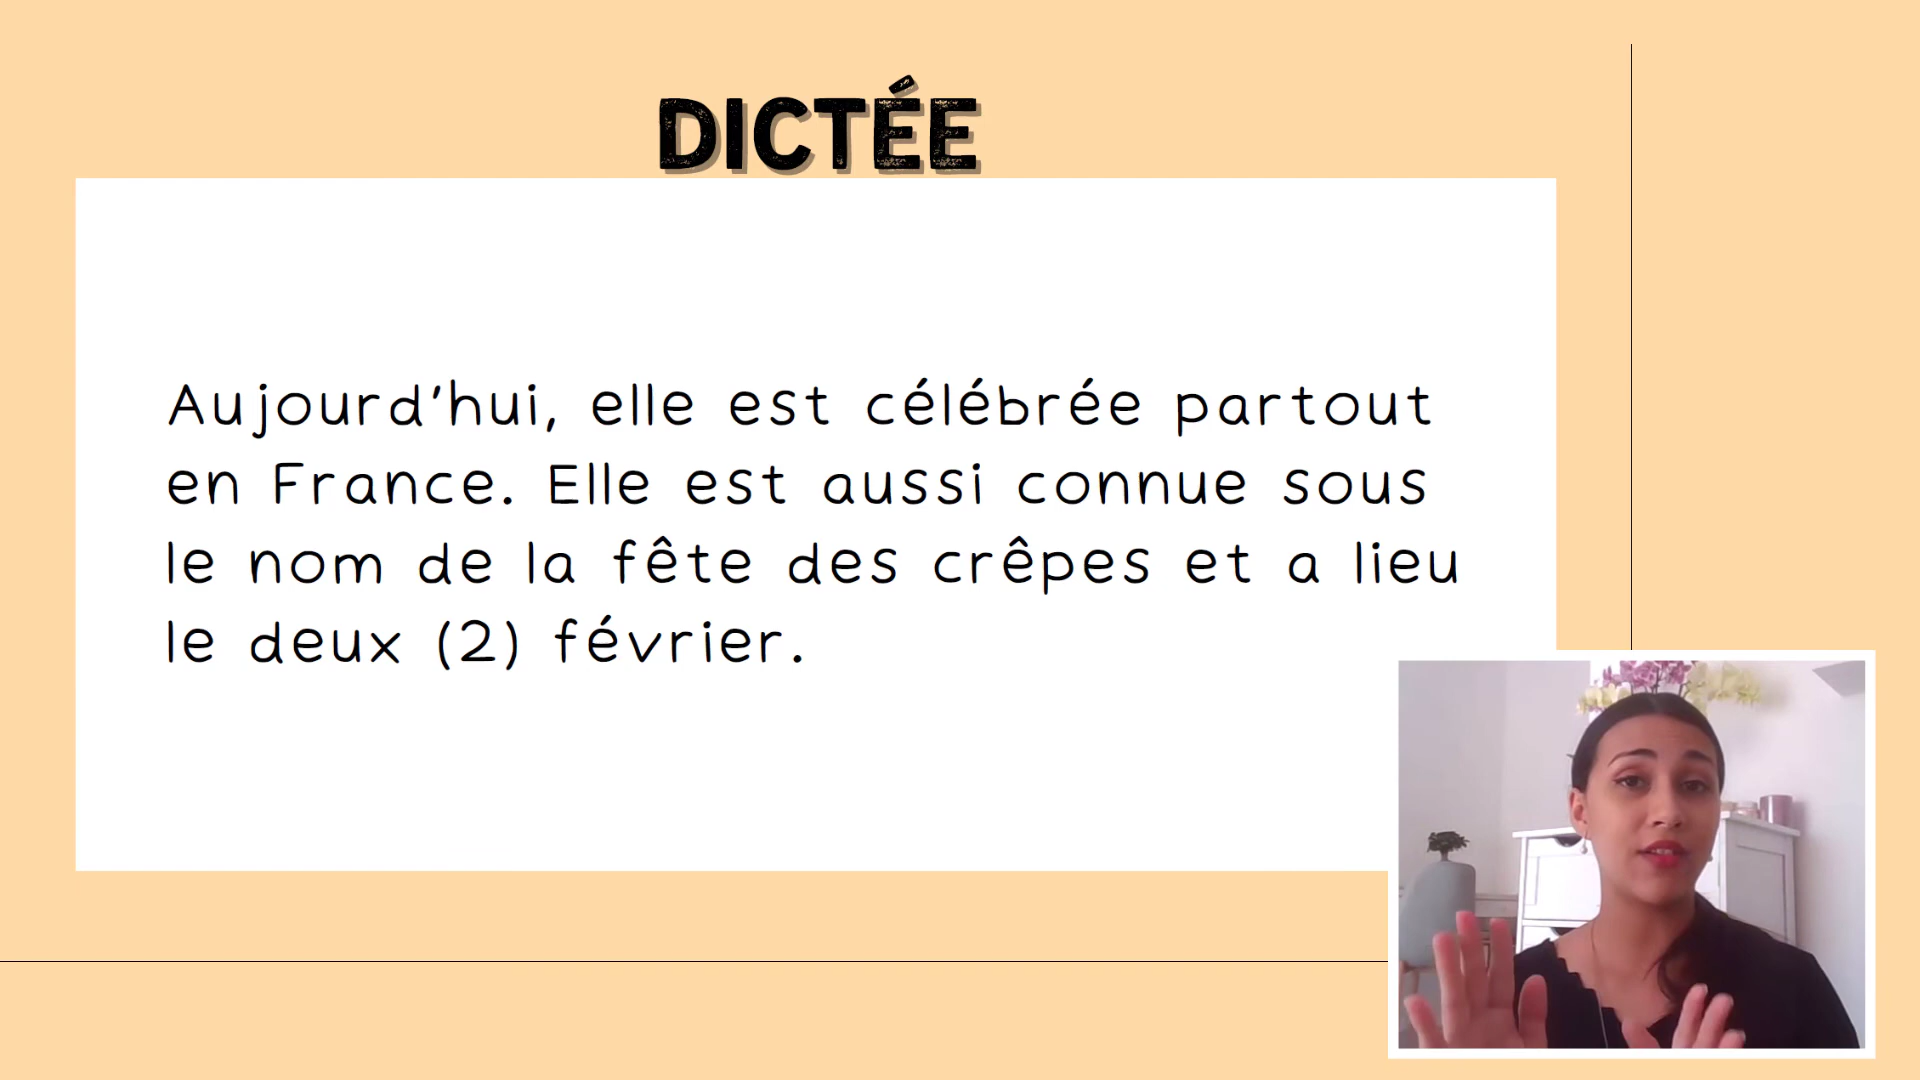 DICTÉE
Aujourd'hui, elle est célébrée partout
en France. Elle est aussi connue sous
le nom de la fête des crêpes et a lieu
le deux (2) février.